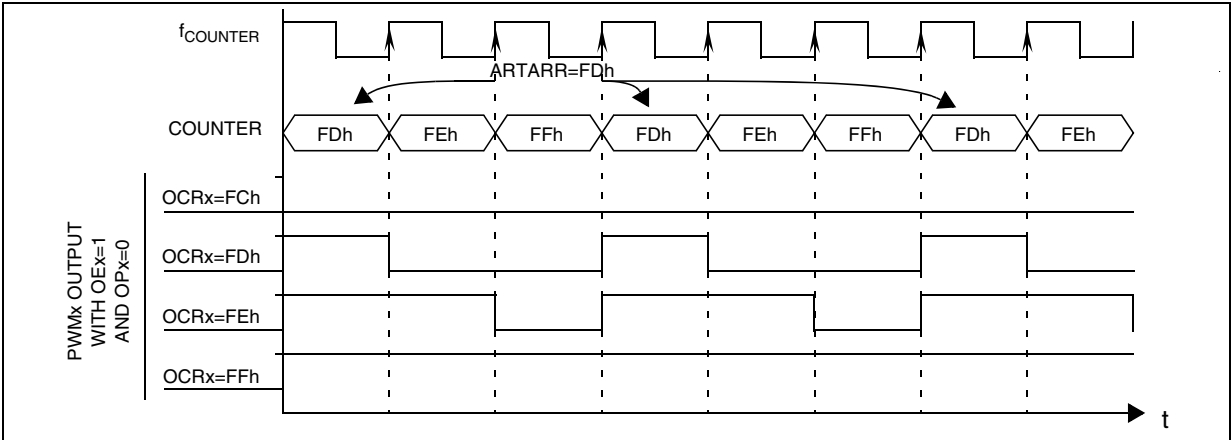 fCOUNTER
ARTARR=FDh
COUNTER
FDh FEh FFh FDh FEh FFh FDh FEh
PWMx OUTPUT
WITH OEx=1
AND OPx=0
OCRx=FCh
OCRx=FDh
OCRx=FEh
OCRx=FFh
t